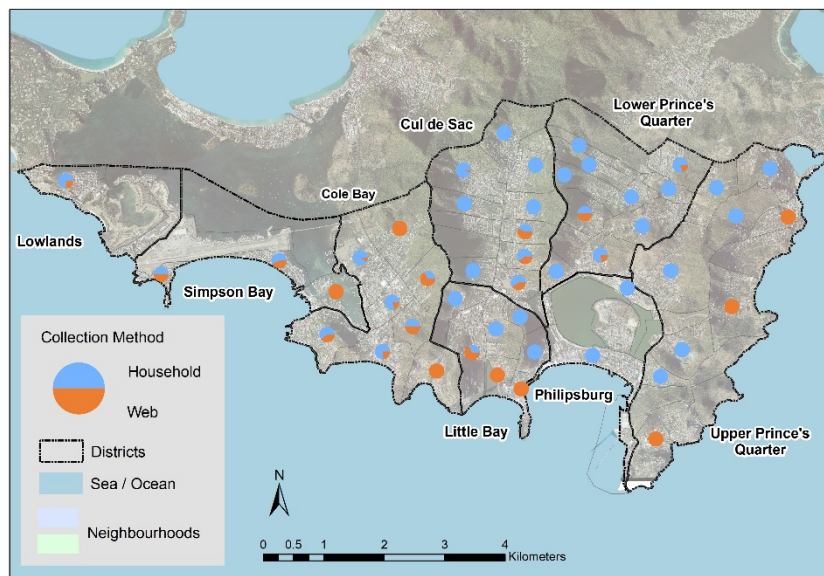 Lower Prince's
Quarter
Cul de Sac
Cole Bay
Lowlands
Simpson Bay
Philipsburg
Little Bay
Upper Prince's
Quarter
Collection Method
Household
Web
Districts
Sea / Ocean
Neighbourhoods
N
0 0.5 1 2 3 4
Kilometers